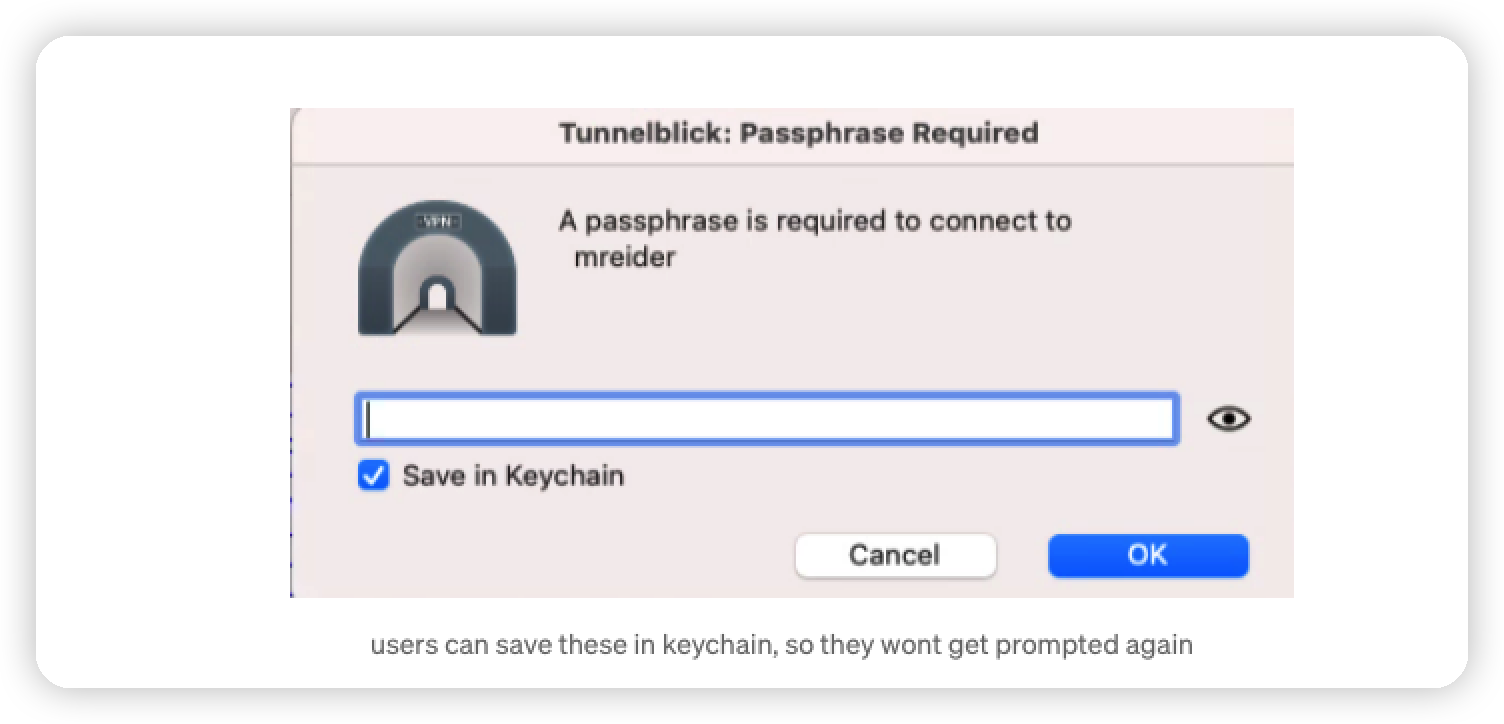 Tunnelblick: Passphrase Required
VPN
A passphrase is required to connect to
mreider
Save in Keychain
Cancel
OK
users can save these in keychain, so they wont get prompted again